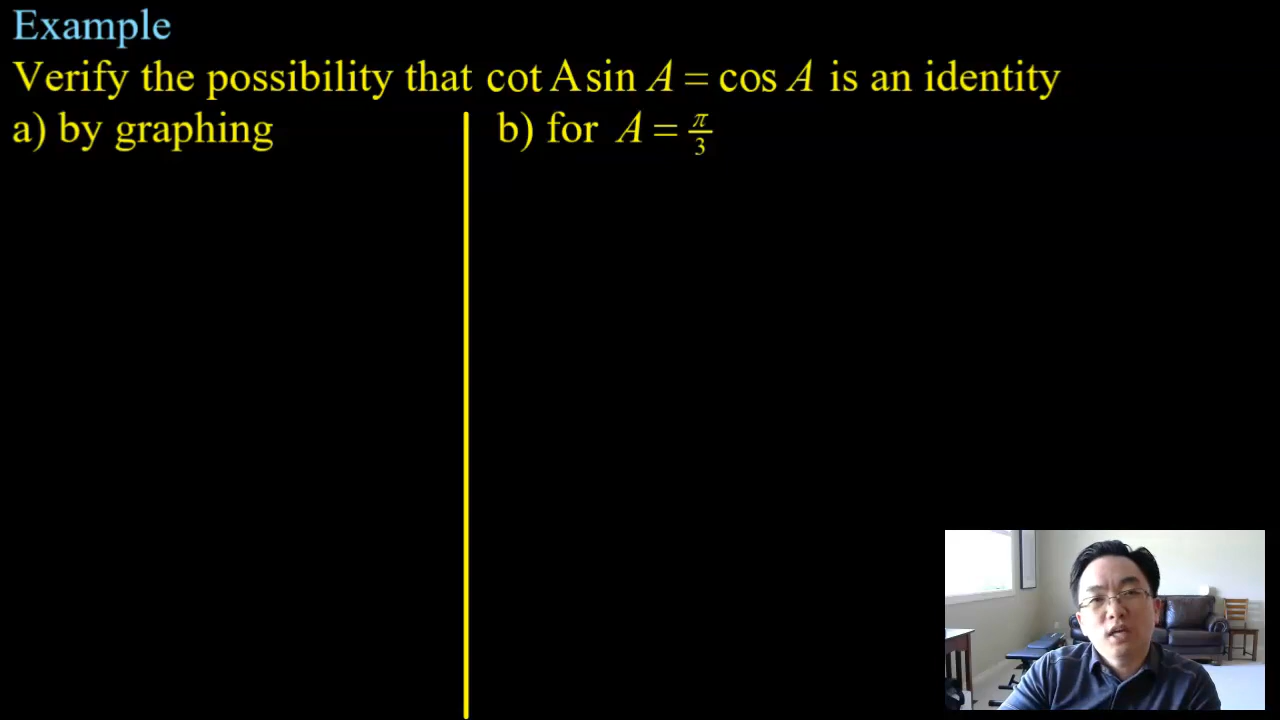 Example
Verify the possibility that cot A sin A = cos A is an identity
a) by graphing
b) for A = π/3